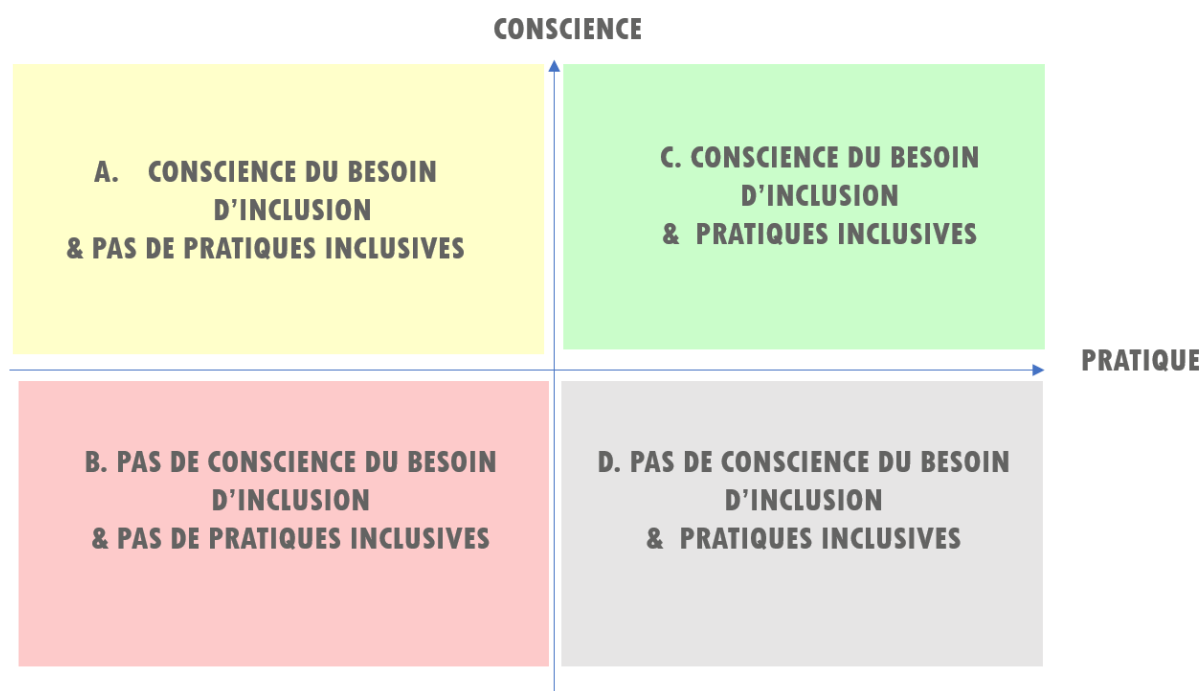 CONSCIENCE
A. CONSCIENCE DU BESOIN
D’INCLUSION
& PAS DE PRATIQUES INCLUSIVES
C. CONSCIENCE DU BESOIN
D’INCLUSION
& PRATIQUES INCLUSIVES
PRATIQUE
B. PAS DE CONSCIENCE DU BESOIN
D’INCLUSION
& PAS DE PRATIQUES INCLUSIVES
D. PAS DE CONSCIENCE DU BESOIN
D’INCLUSION
& PRATIQUES INCLUSIVES